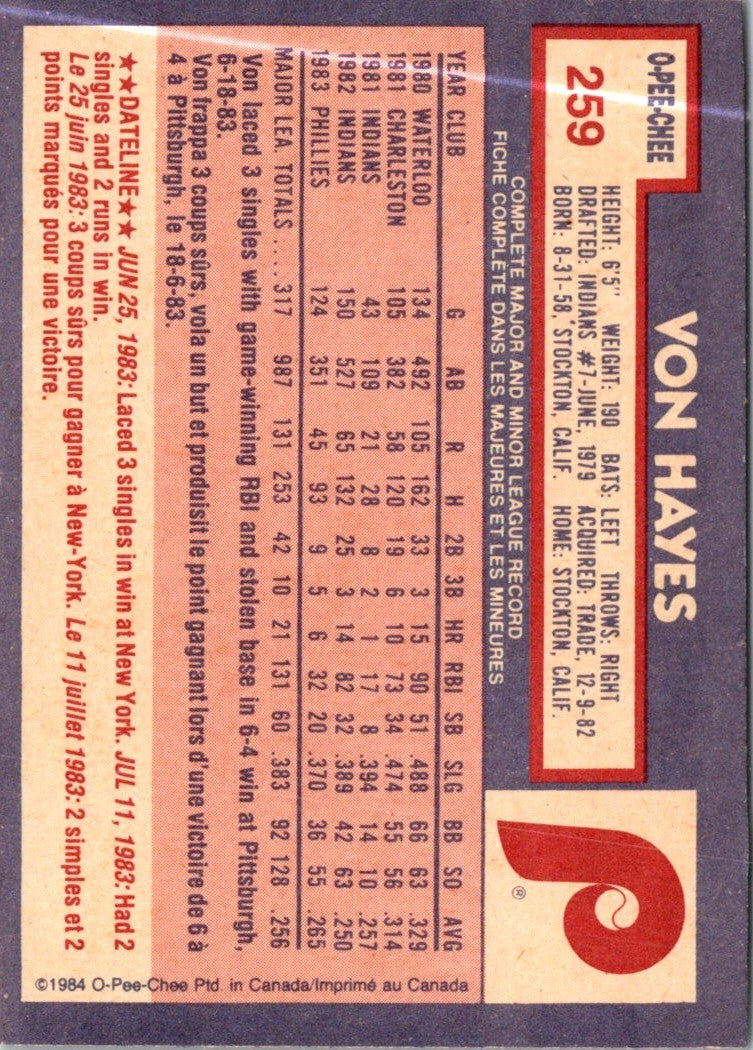 O-PEE-CHEE
259
VON HAYES
HEIGHT: 6'5" WEIGHT: 190 BATS: LEFT THROWS: RIGHT
DRAFTED: INDIANS #7-JUNE, 1979 ACQUIRED: TRADE, 12-9-82
BORN: 8-31-58, STOCKTON, CALIF. HOME: STOCKTON, CALIF.
®
COMPLETE MAJOR AND MINOR LEAGUE RECORD
FICHE COMPLÈTE DANS LES MAJEURES ET LES MINEURES
YEAR CLUB G AB R H 2B 3B HR RBI SB SLG BB SO AVG
1980 WATERLOO 134 492 105 162 33 3 15 90 51 .488 66 63 .329
1981 CHARLESTON 105 382 58 120 19 6 10 73 34 .474 55 56 .314
1981 INDIANS 43 109 21 28 8 2 1 17 8 .394 14 10 .257
1982 INDIANS 150 527 65 132 25 3 14 82 32 .389 42 63 .250
1983 PHILLIES 124 351 45 93 9 5 6 32 20 .370 36 55 .265
MAJOR LEA. TOTALS .... 317 987 131 253 42 10 21 131 60 .383 92 128 .256
Von laced 3 singles with game-winning RBI and stolen base in 6-4 win at Pittsburgh,
6-18-83.
Von frappa 3 coups sûrs, vola un but et produisit le point gagnant lors d'une victoire de 6 à
4 à Pittsburgh, le 18-6-83.
★★DATELINE★★ JUN 25, 1983: Laced 3 singles in win at New York. JUL 11, 1983: Had 2
singles and 2 runs in win.
Le 25 juin 1983: 3 coups sûrs pour gagner à New-York. Le 11 juillet 1983: 2 simples et 2
points marqués pour une victoire.
©1984 O-Pee-Chee Ptd. in Canada/Imprimé au Canada